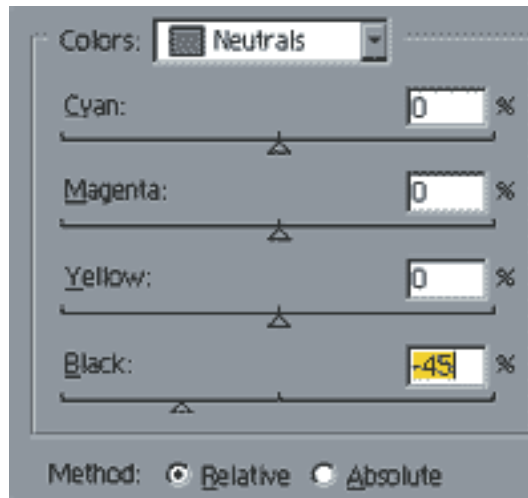 Colors: Neutrals
Cyan: 0 %
Magenta: 0 %
Yellow: 0 %
Black: -45 %
Method: Relative Absolute